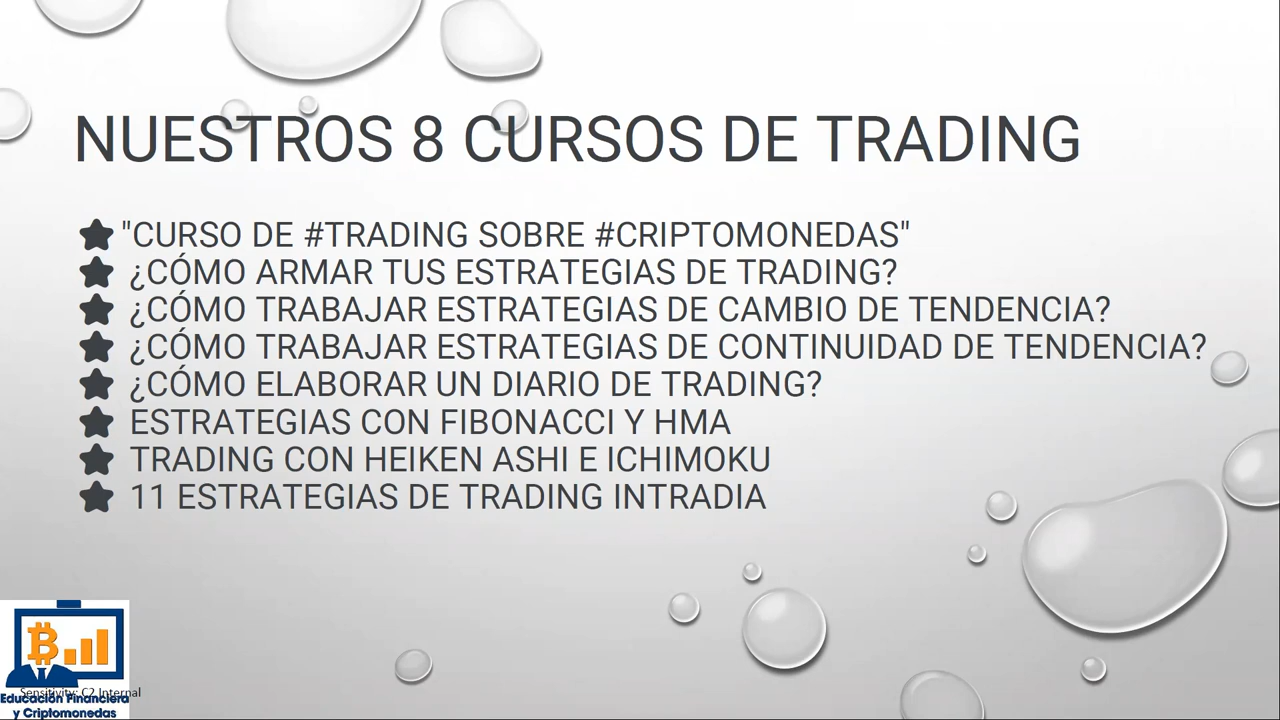 NUESTROS 8 CURSOS DE TRADING
"CURSO DE #TRADING SOBRE #CRIPTOMONEDAS"
¿CÓMO ARMAR TUS ESTRATEGIAS DE TRADING?
¿CÓMO TRABAJAR ESTRATEGIAS DE CAMBIO DE TENDENCIA?
¿CÓMO TRABAJAR ESTRATEGIAS DE CONTINUIDAD DE TENDENCIA?
¿CÓMO ELABORAR UN DIARIO DE TRADING?
ESTRATEGIAS CON FIBONACCI Y HMA
TRADING CON HEIKEN ASHI E ICHIMOKU
11 ESTRATEGIAS DE TRADING INTRADIA
Sensitivity: C2 Internal
Educación Financiera
y Criptomonedas